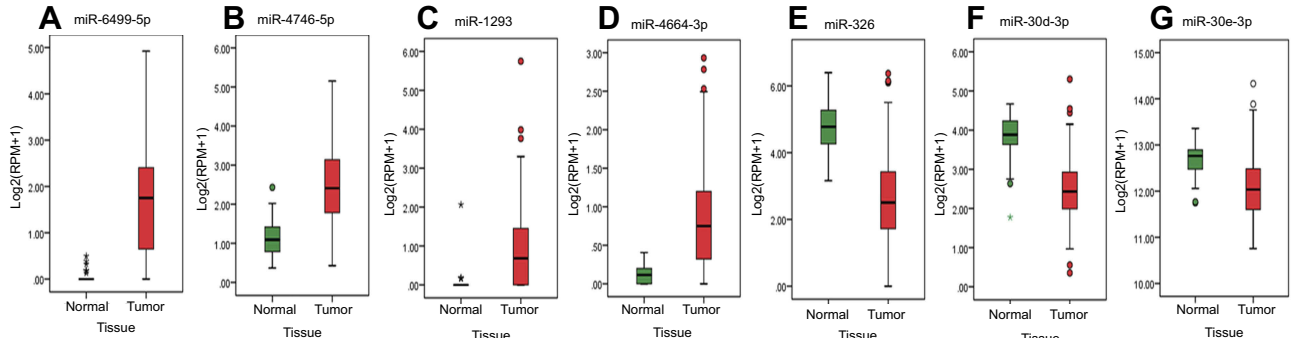 A miR-6499-5p
5.00
4.00
3.00
2.00
1.00
.00
Log2(RPM+1)
Normal Tumor
Tissue
B miR-4746-5p
6.00
5.00
4.00
3.00
2.00
1.00
.00
Log2(RPM+1)
Normal Tumor
Tissue
C miR-1293
6.00
5.00
4.00
3.00
2.00
1.00
.00
Log2(RPM+1)
Normal Tumor
Tissue
D miR-4664-3p
3.00
2.50
2.00
1.50
1.00
.50
.00
Log2(RPM+1)
Normal Tumor
Tissue
E miR-326
6.00
4.00
2.00
.00
Log2(RPM+1)
Normal Tumor
Tissue
F miR-30d-3p
6.00
5.00
4.00
3.00
2.00
1.00
.00
Log2(RPM+1)
Normal Tumor
Tissue
G miR-30e-3p
15.00
14.00
13.00
12.00
11.00
10.00
Log2(RPM+1)
Normal Tumor
Tissue